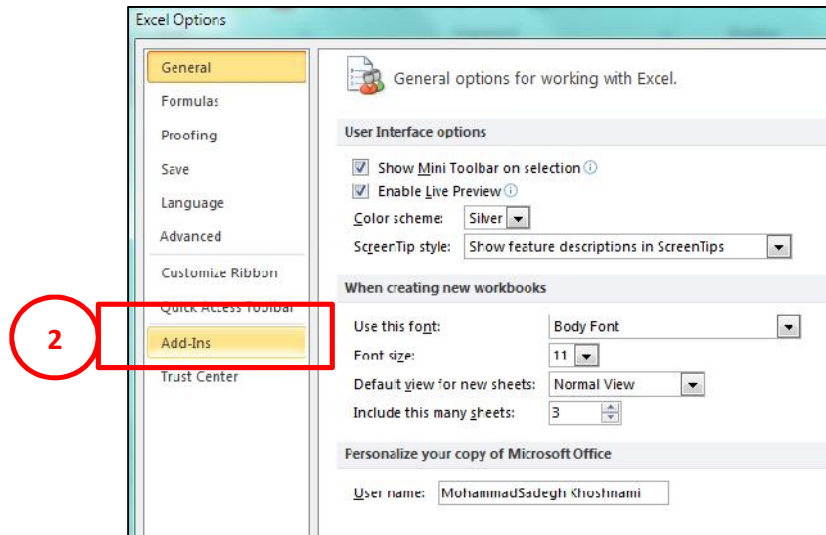 Excel Options
General
Formulas
Proofing
Save
Language
Advanced
Customize Ribbon
Quick Access Toolbar
2
Add-Ins
Trust Center
General options for working with Excel.
User Interface options
Show Mini Toolbar on selection
Enable Live Preview
Color scheme: Silver
ScreenTip style: Show feature descriptions in ScreenTips
When creating new workbooks
Use this font: Body Font
Font size: 11
Default view for new sheets: Normal View
Include this many sheets: 3
Personalize your copy of Microsoft Office
User name: MohammadSadegh Khoshnami